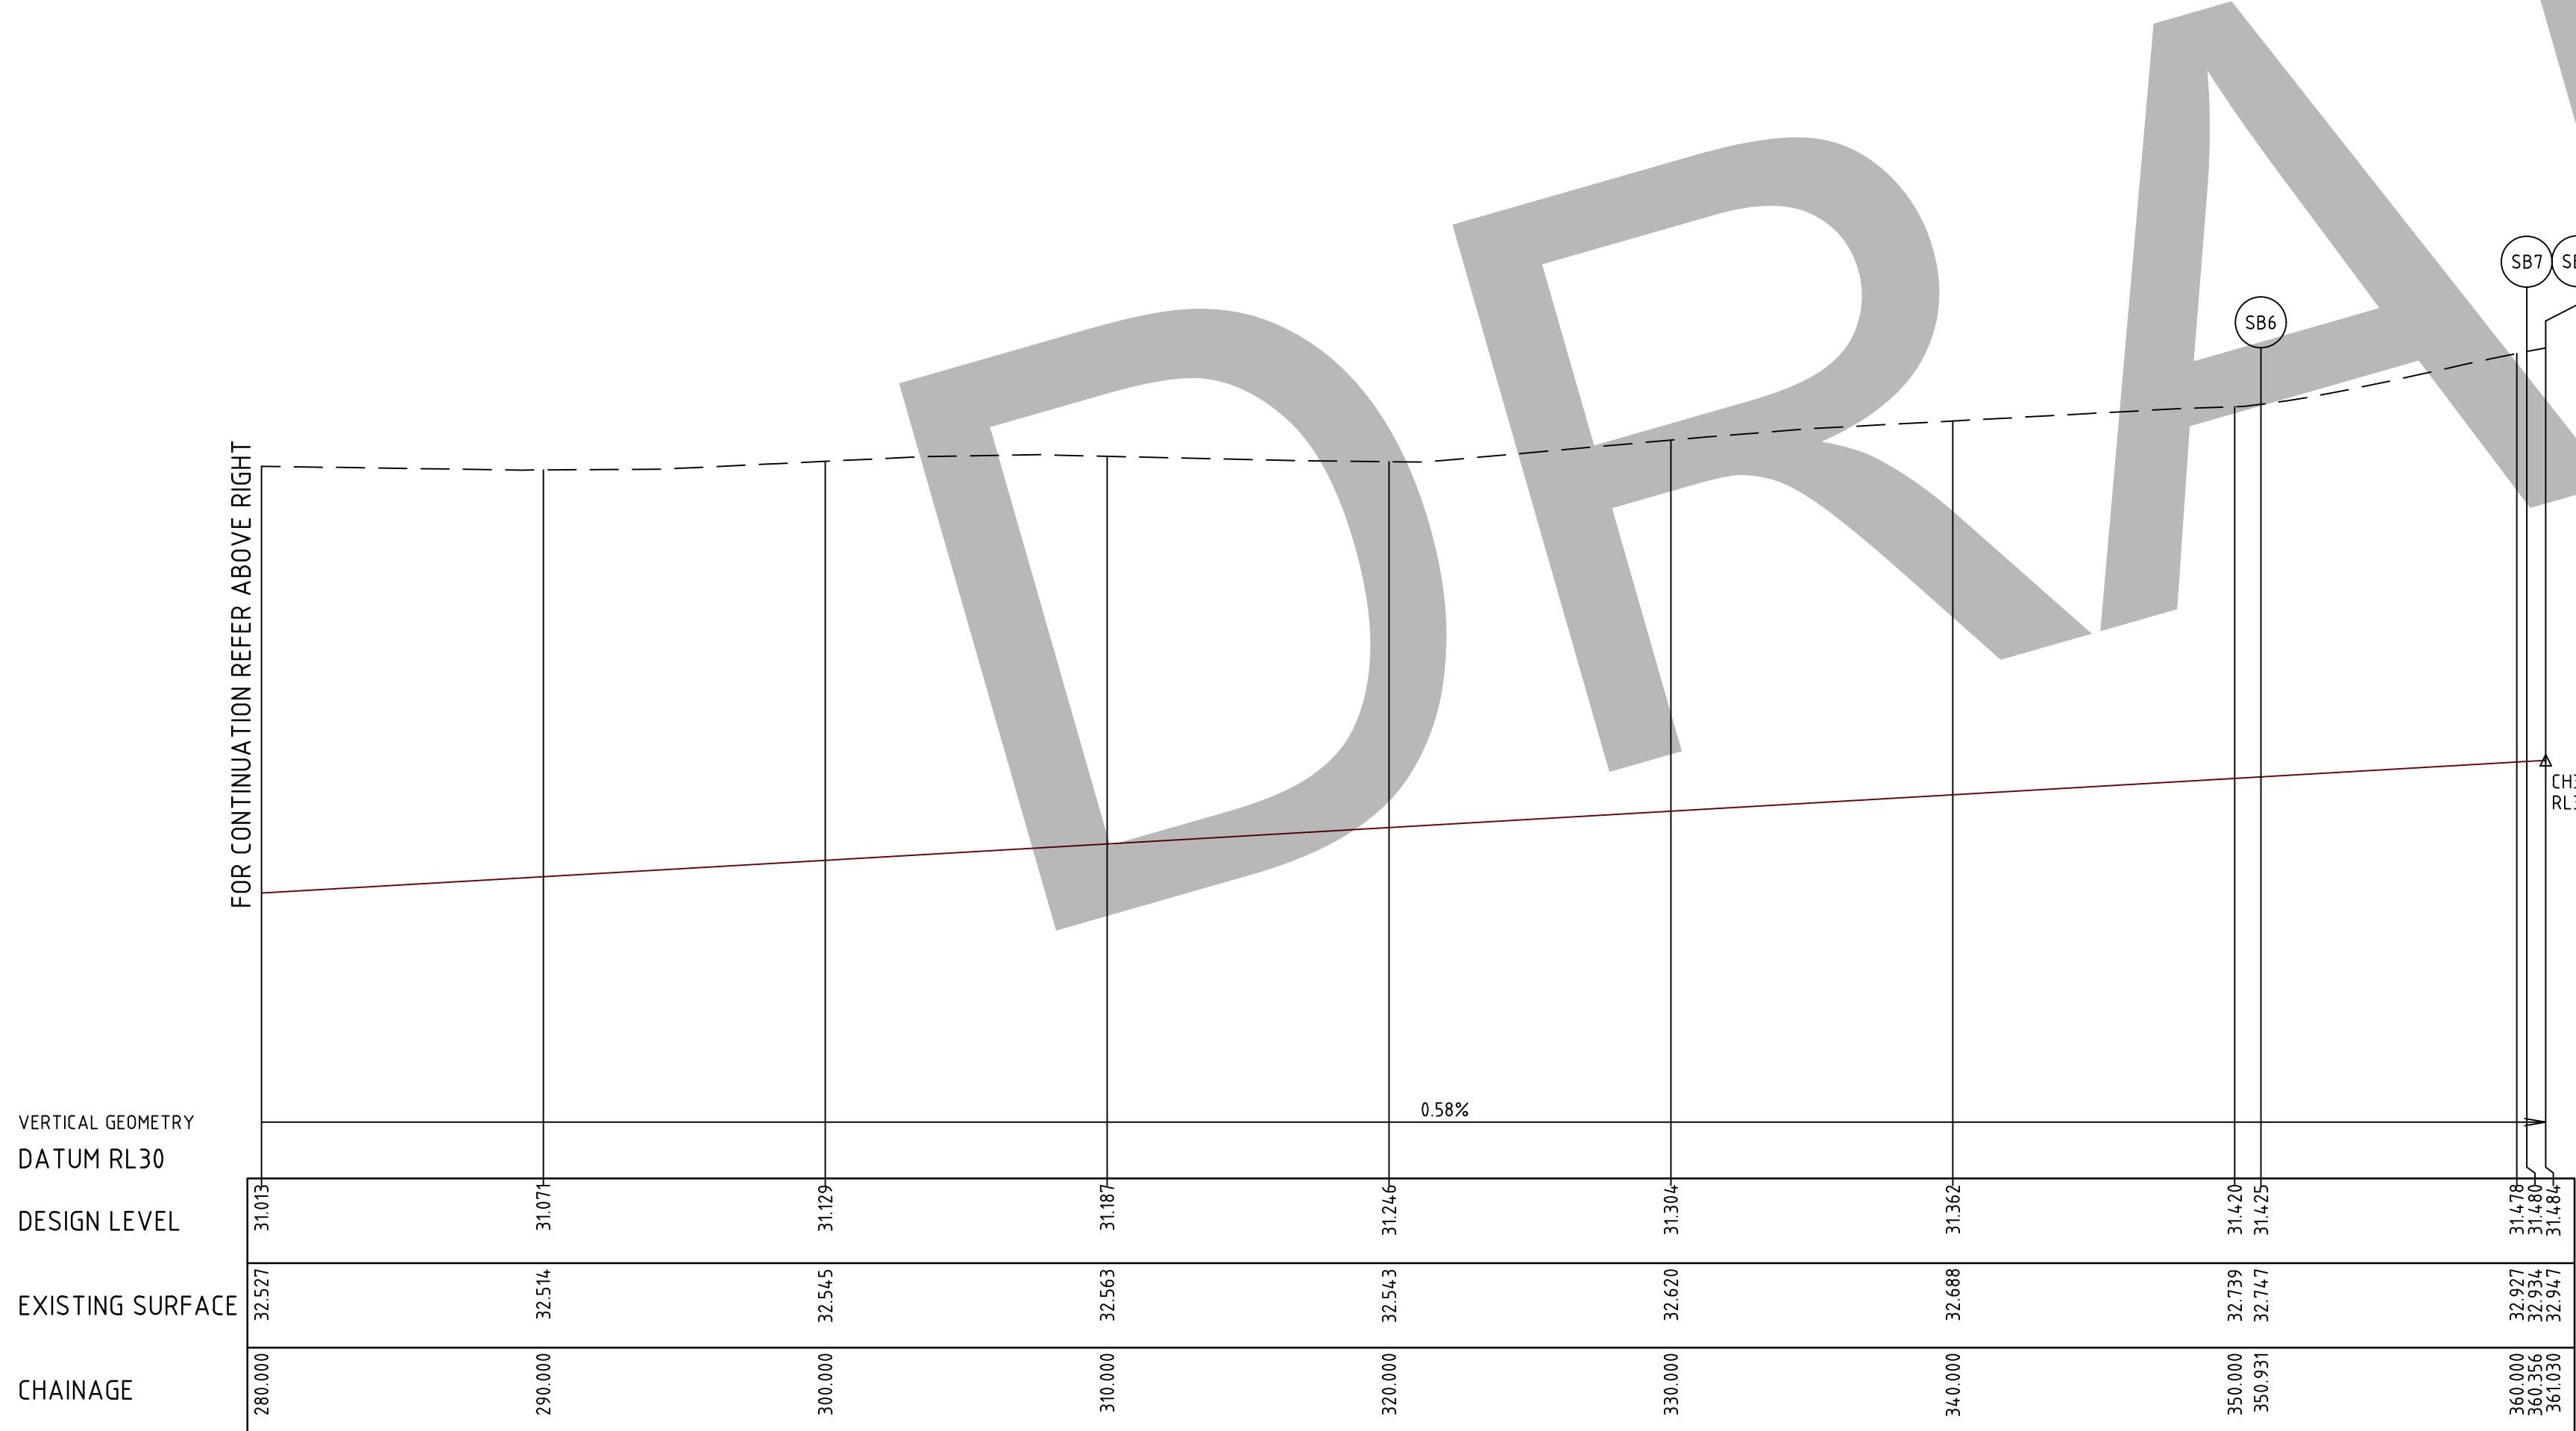 DRA
SB7
SB6
FOR CONTINUATION REFER ABOVE RIGHT
0.58%
VERTICAL GEOMETRY
DATUM RL30
DESIGN LEVEL 31.013 31.071 31.129 31.187 31.246 31.304 31.362 31.420 31.425 31.478 31.480 31.484
EXISTING SURFACE 32.527 32.514 32.545 32.563 32.543 32.620 32.688 32.739 32.747 32.927 32.934 32.947
CHAINAGE 280.000 290.000 300.000 310.000 320.000 330.000 340.000 350.000 350.931 360.000 360.356 361.030